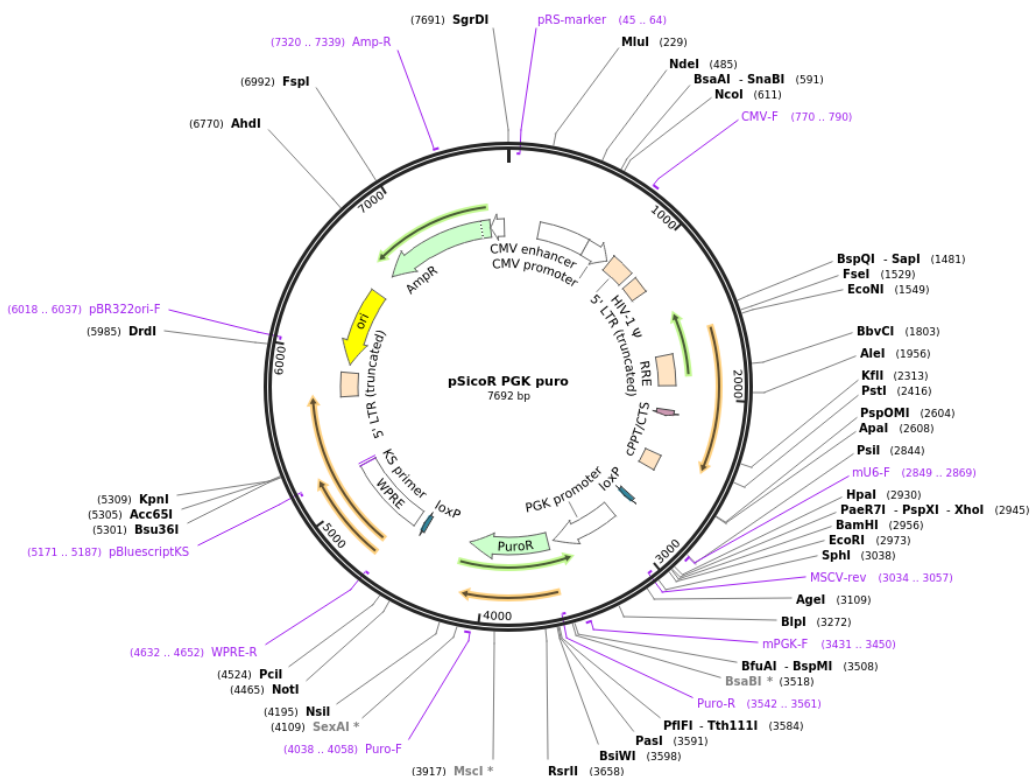 (7691) SgrDI
pRS-marker (45 .. 64)
MluI (229)
NdeI (485)
BsaAI - SnaBI (591)
NcoI (611)
CMV-F (770 .. 790)
1000
BspQI - SapI (1481)
FseI (1529)
EcoNI (1549)
BbvCI (1803)
AleI (1956)
2000
KflI (2313)
PstI (2416)
PspOMI (2604)
ApaI (2608)
PsiI (2844)
mU6-F (2849 .. 2869)
HpaI (2930)
PaeR7I - PspXI - XhoI (2945)
BamHI (2956)
EcoRI (2973)
SphI (3038)
3000
MSCV-rev (3034 .. 3057)
AgeI (3109)
BlpI (3272)
mPGK-F (3431 .. 3450)
BfuAI - BspMI (3508)
BsaBI * (3518)
Puro-R (3542 .. 3561)
PflFI - Tth111I (3584)
PasI (3591)
BsiWI (3598)
RsrII (3658)
(3917) MscI *
4000
(4038 .. 4058) Puro-F
(4109) SexAI *
(4195) NsiI
(4465) NotI
(4524) PciI
(4632 .. 4652) WPRE-R
5000
(5171 .. 5187) pBluescriptKS
(5301) Bsu36I
(5305) Acc65I
(5309) KpnI
6000
(5985) DrdI
(6018 .. 6037) pBR322ori-F
(6770) AhdI
(6992) FspI
7000
(7320 .. 7339) Amp-R
CMV enhancer
CMV promoter
5' LTR (truncated)
HIV-1 Ψ
RRE
cPPT/CTS
loxP
PGK promoter
PuroR
loxP
WPRE
KS primer
5' LTR (truncated)
ori
AmpR
pSicoR PGK puro
7692 bp